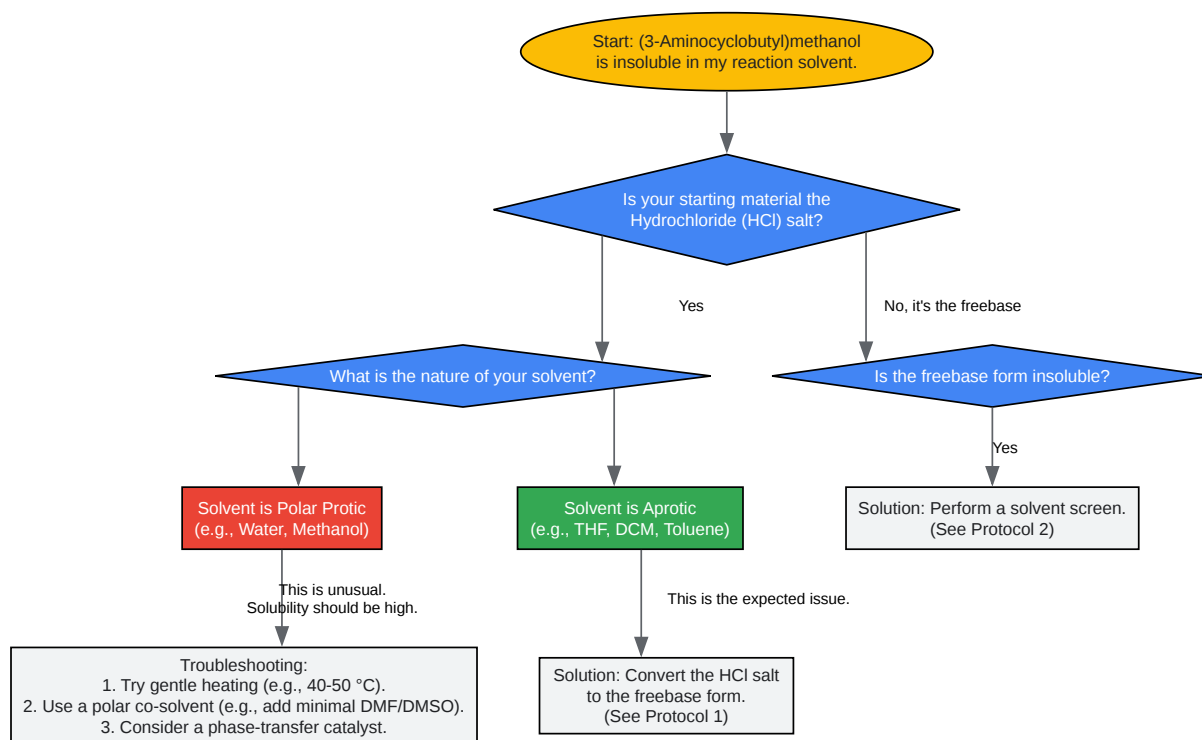 Start: (3-Aminocyclobutyl)methanol
is insoluble in my reaction solvent.
Is your starting material the
Hydrochloride (HCl) salt?
Yes
No, it's the freebase
What is the nature of your solvent?
Is the freebase form insoluble?
Yes
Solvent is Polar Protic
(e.g., Water, Methanol)
Solvent is Aprotic
(e.g., THF, DCM, Toluene)
Solution: Perform a solvent screen.
(See Protocol 2)
This is unusual.
Solubility should be high.
This is the expected issue.
Troubleshooting:
1. Try gentle heating (e.g., 40-50 °C).
2. Use a polar co-solvent (e.g., add minimal DMF/DMSO).
3. Consider a phase-transfer catalyst.
Solution: Convert the HCl salt
to the freebase form.
(See Protocol 1)